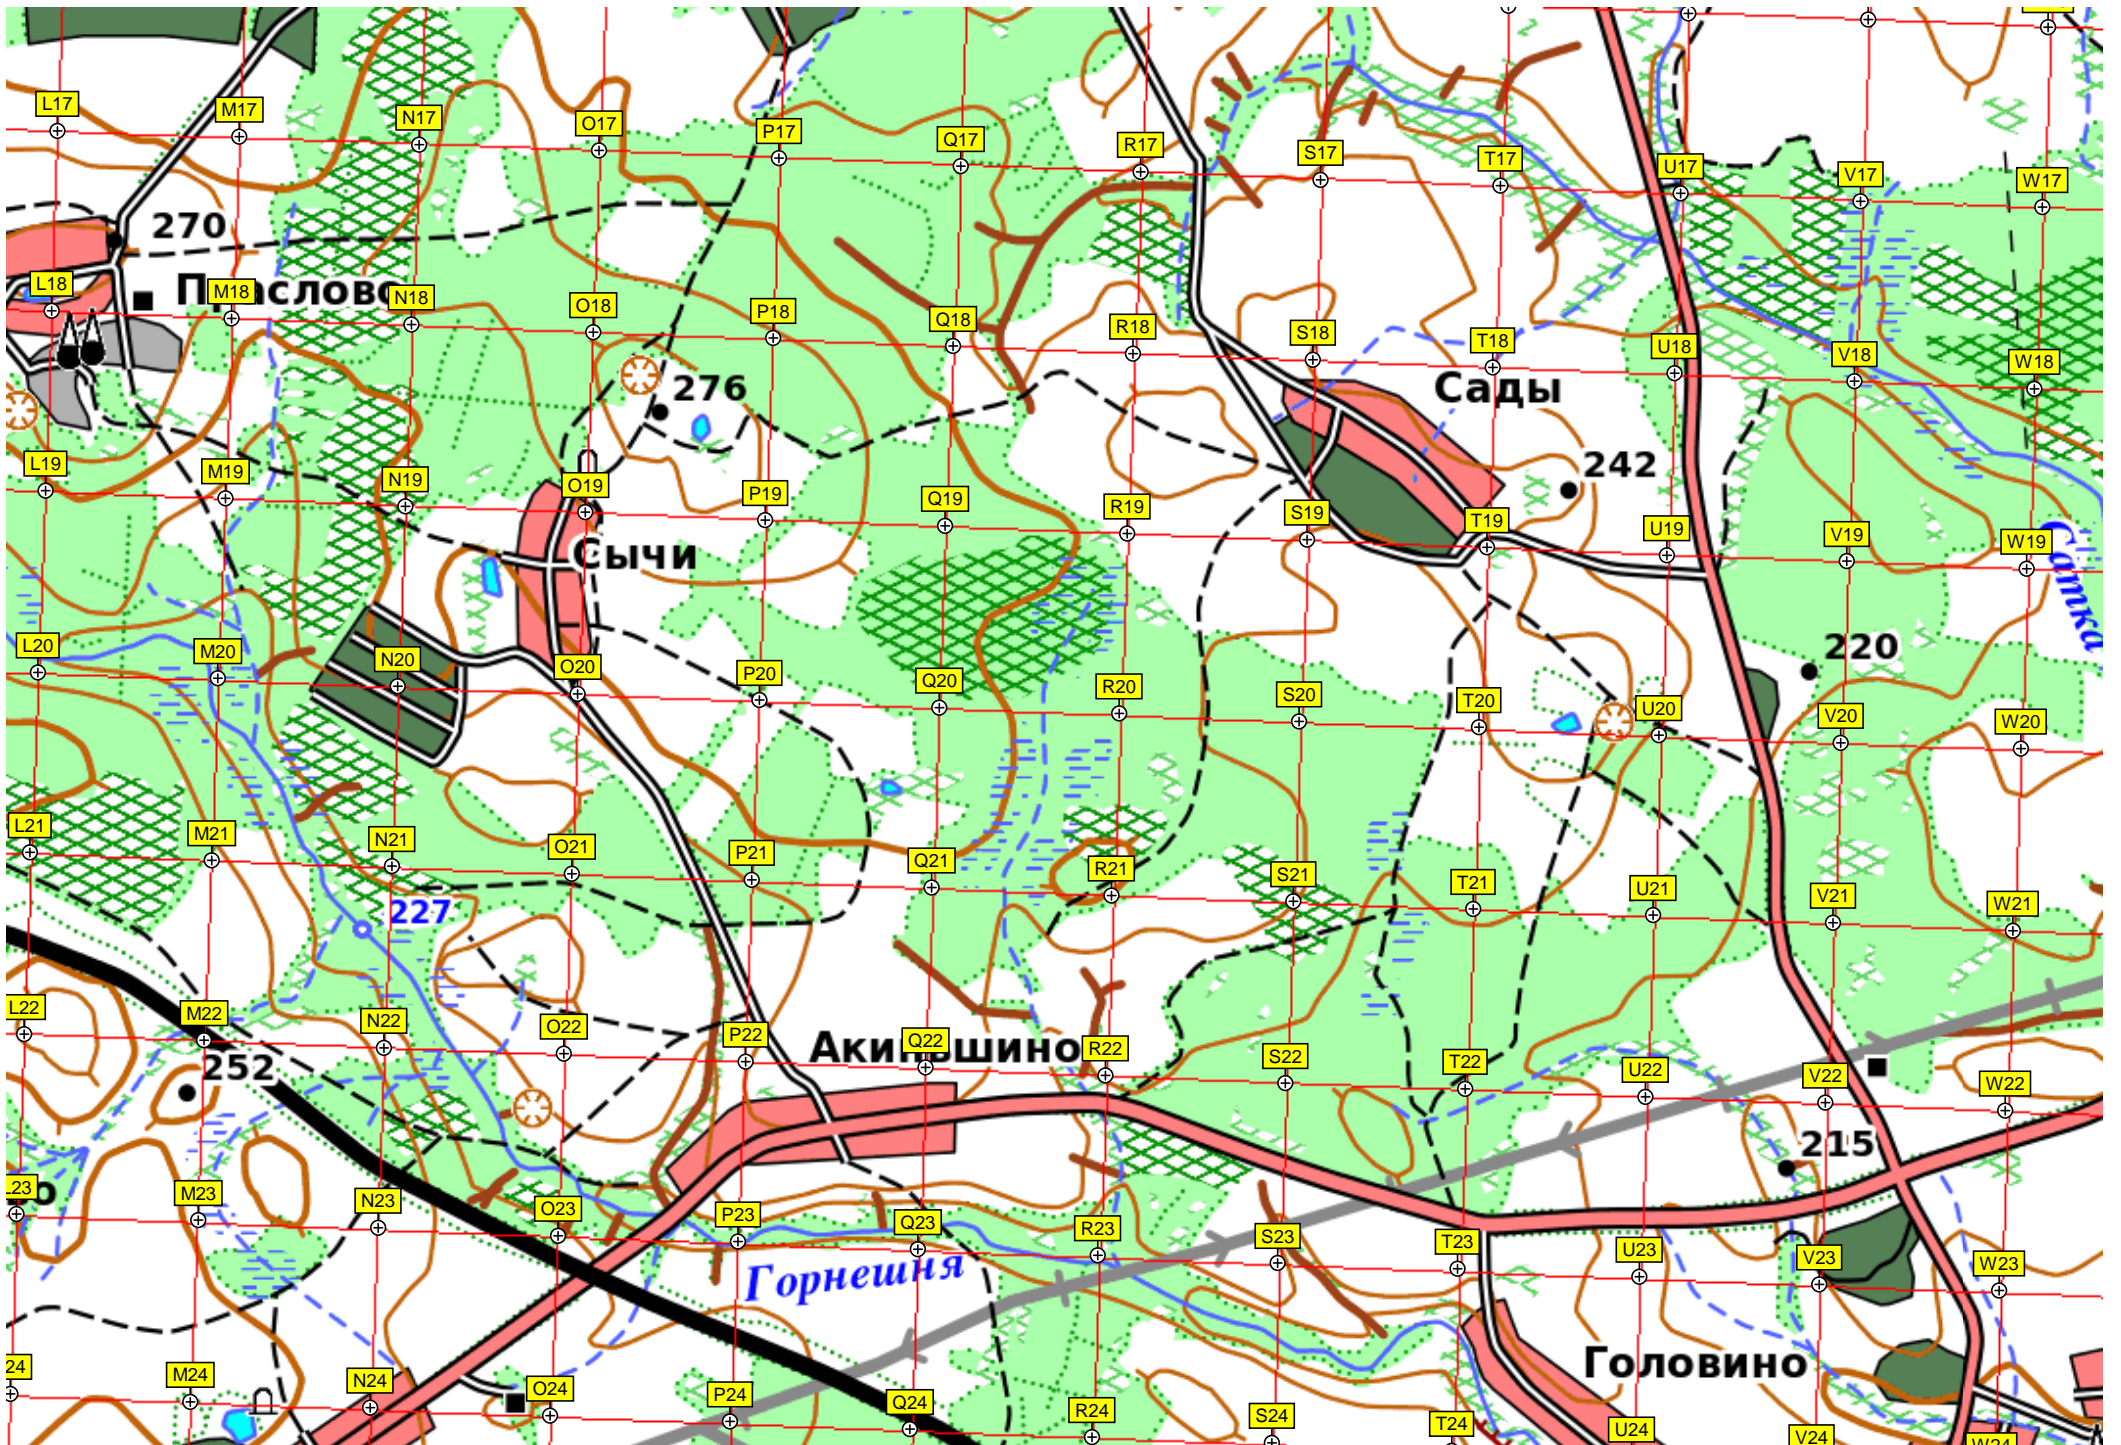 L17 M17 N17 O17 P17 Q17 R17 S17 T17 U17 V17 W17
270
L18 Праслово M18 N18 O18 P18 Q18 R18 S18 T18 U18 V18 W18
276
Сады
242
L19 M19 N19 O19 P19 Q19 R19 S19 T19 U19 V19 W19
Сычи
Сатка
220
L20 M20 N20 O20 P20 Q20 R20 S20 T20 U20 V20 W20
L21 M21 N21 O21 P21 Q21 R21 S21 T21 U21 V21 W21
227
L22 M22 N22 O22 P22 Q22 R22 S22 T22 U22 V22 W22
Акиньшино
252
215
L23 о M23 N23 O23 P23 Q23 R23 S23 T23 U23 V23 W23
Горнешня
Головино
24 M24 N24 O24 P24 Q24 R24 S24 T24 U24 V24 W24